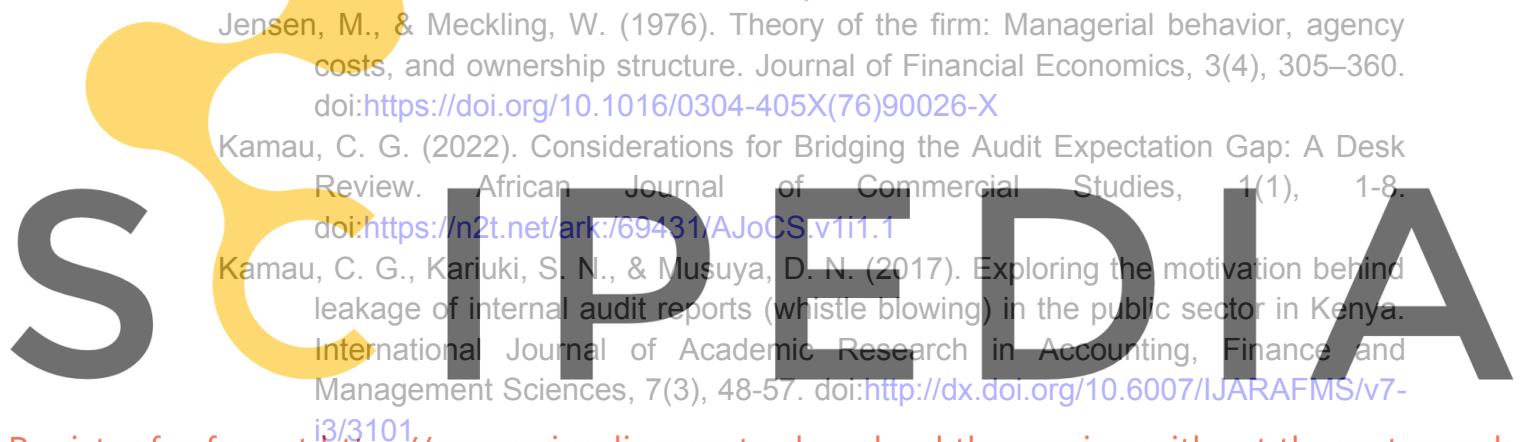 Jensen, M., & Meckling, W. (1976). Theory of the firm: Managerial behavior, agency
costs, and ownership structure. Journal of Financial Economics, 3(4), 305–360.
doi:https://doi.org/10.1016/0304-405X(76)90026-X
Kamau, C. G. (2022). Considerations for Bridging the Audit Expectation Gap: A Desk
Review. African Journal of Commercial Studies, 1(1), 1-8.
doi:https://n2t.net/ark:/69431/AJoCS.v1i1.1
Kamau, C. G., Kariuki, S. N., & Musuya, D. N. (2017). Exploring the motivation behind
leakage of internal audit reports (whistle blowing) in the public sector in Kenya.
International Journal of Academic Research in Accounting, Finance and
Management Sciences, 7(3), 48-57. doi:http://dx.doi.org/10.6007/IJARAFMS/v7-
i3/3101
SCIPEDIA